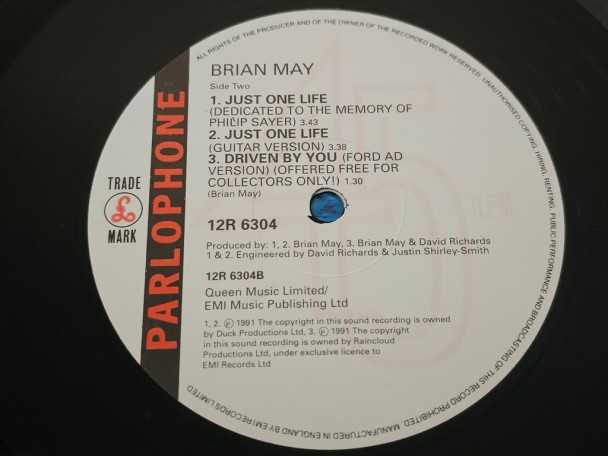 ALL RIGHTS OF THE PRODUCER AND OF THE OWNER OF THE RECORDED WORK RESERVED. UNAUTHORISED COPYING, HIRING, RENTING, PUBLIC PERFORMANCE AND BROADCASTING OF THIS RECORD PROHIBITED. MANUFACTURED IN ENGLAND BY EMI RECORDS LIMITED
BRIAN MAY
Side Two
1. JUST ONE LIFE
(DEDICATED TO THE MEMORY OF
PHILIP SAYER) 3.43
2. JUST ONE LIFE
(GUITAR VERSION) 3.38
3. DRIVEN BY YOU (FORD AD
VERSION) (OFFERED FREE FOR
COLLECTORS ONLY!) 1.30
(Brian May)
PARLOPHONE
TRADE
£
MARK
12R 6304
Produced by: 1, 2. Brian May, 3. Brian May & David Richards
1 & 2. Engineered by David Richards & Justin Shirley-Smith
12R 6304B
Queen Music Limited/
EMI Music Publishing Ltd
1, 2. ℗ 1991 The copyright in this sound recording is owned
by Duck Productions Ltd, 3. ℗ 1991 The copyright
in this sound recording is owned by Raincloud
Productions Ltd, under exclusive licence to
EMI Records Ltd